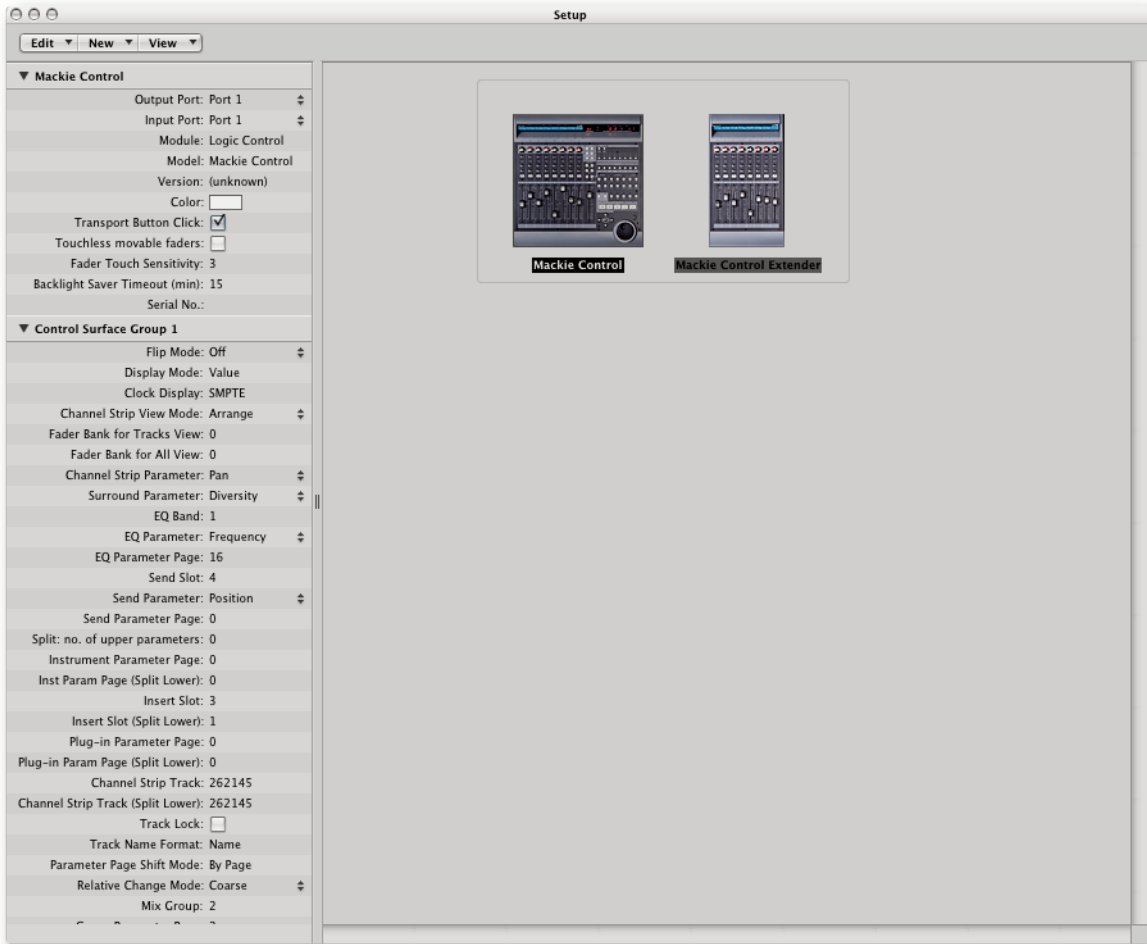 Setup
Edit New View
Mackie Control
Output Port: Port 1
Input Port: Port 1
Module: Logic Control
Model: Mackie Control
Version: (unknown)
Color:
Transport Button Click:
Touchless movable faders:
Fader Touch Sensitivity: 3
Backlight Saver Timeout (min): 15
Serial No.:
Control Surface Group 1
Flip Mode: Off
Display Mode: Value
Clock Display: SMPTE
Channel Strip View Mode: Arrange
Fader Bank for Tracks View: 0
Fader Bank for All View: 0
Channel Strip Parameter: Pan
Surround Parameter: Diversity
EQ Band: 1
EQ Parameter: Frequency
EQ Parameter Page: 16
Send Slot: 4
Send Parameter: Position
Send Parameter Page: 0
Split: no. of upper parameters: 0
Instrument Parameter Page: 0
Inst Param Page (Split Lower): 0
Insert Slot: 3
Insert Slot (Split Lower): 1
Plug-in Parameter Page: 0
Plug-in Param Page (Split Lower): 0
Channel Strip Track: 262145
Channel Strip Track (Split Lower): 262145
Track Lock:
Track Name Format: Name
Parameter Page Shift Mode: By Page
Relative Change Mode: Coarse
Mix Group: 2
Mackie Control
Mackie Control Extender